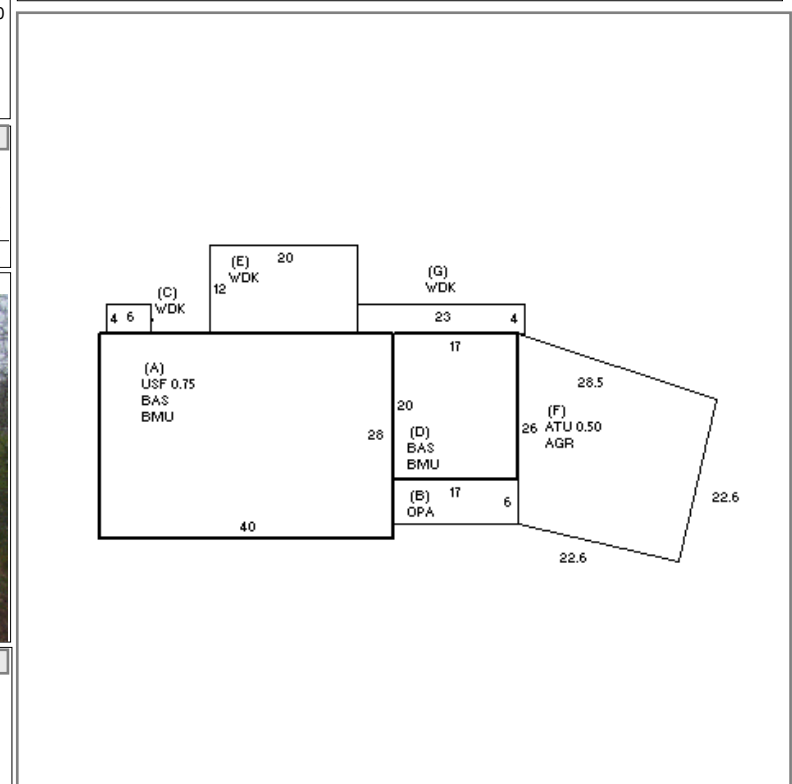 (E)
WDK
20
12
(G)
WDK
(C)
WDK
4 6
23
4
17
(A)
USF 0.75
BAS
BMU
28.5
20
(F)
ATU 0.50
AGR
26
28
(D)
BAS
BMU
(B)
OPA
17
6
22.6
40
22.6